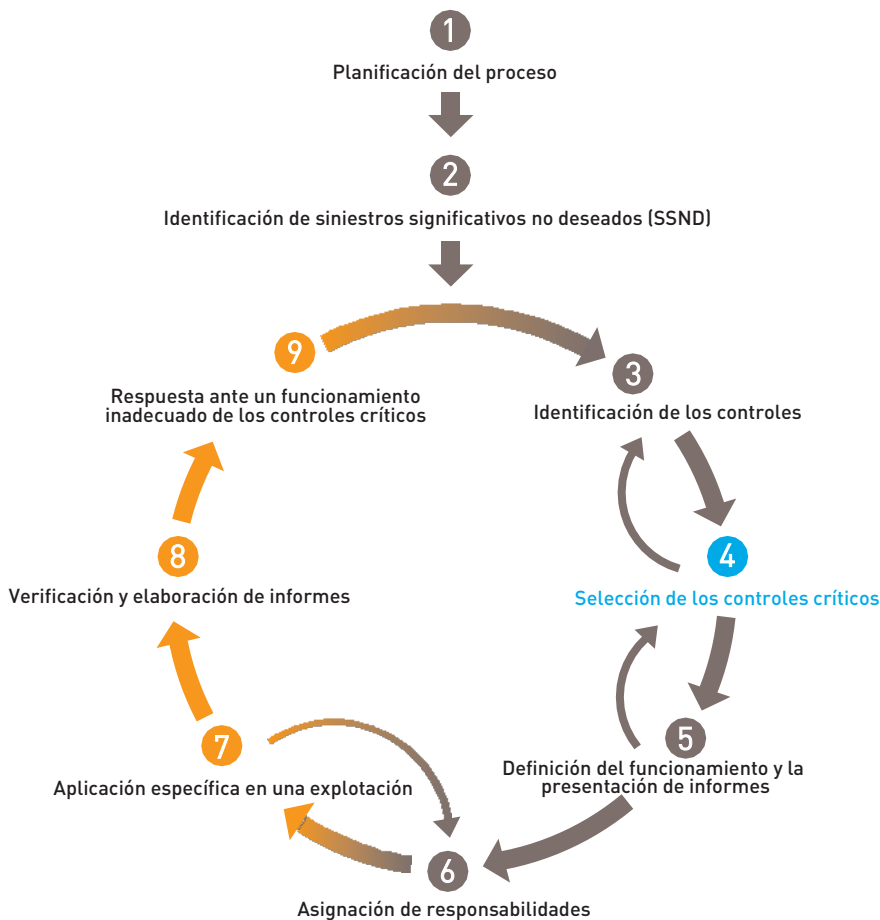 1
Planificación del proceso
2
Identificación de siniestros significativos no deseados (SSND)
3
Identificación de los controles
4
Selección de los controles críticos
5
Definición del funcionamiento y la
presentación de informes
6
Asignación de responsabilidades
7
Aplicación específica en una explotación
8
Verificación y elaboración de informes
9
Respuesta ante un funcionamiento
inadecuado de los controles críticos